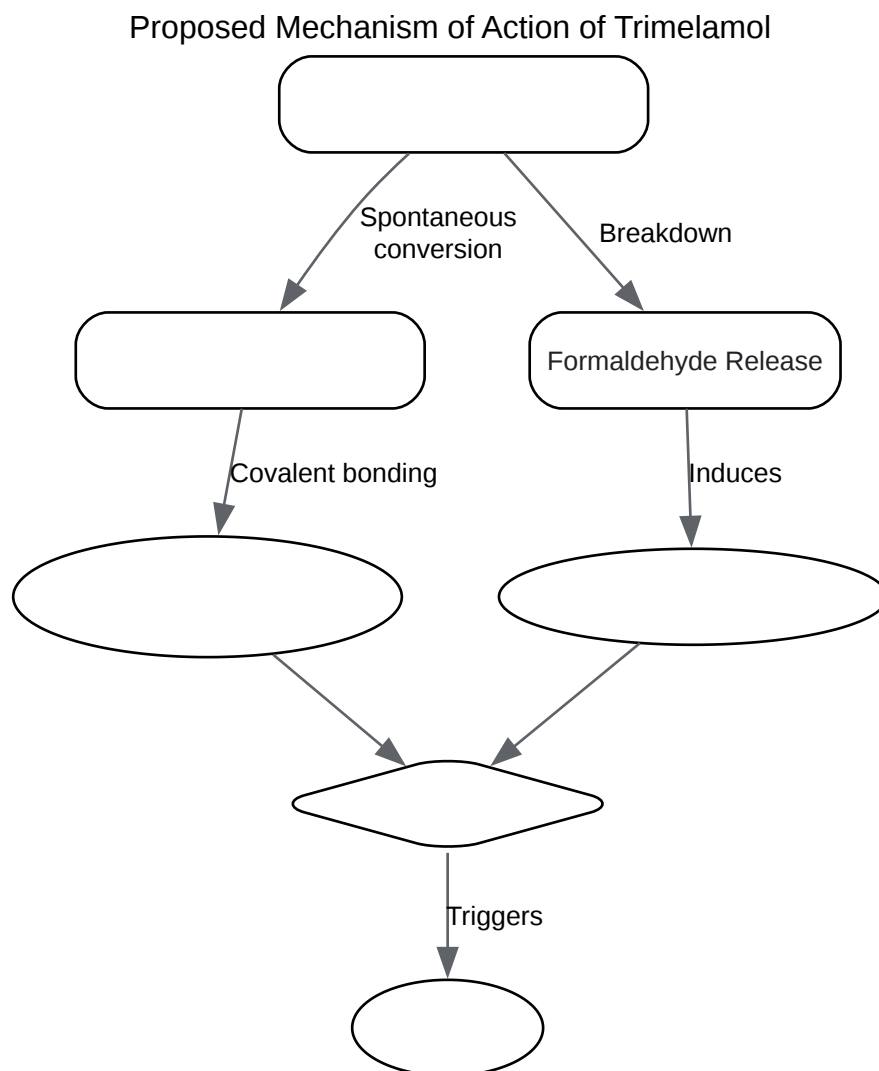 Proposed Mechanism of Action of Trimelamol
Spontaneous
conversion
Breakdown
Formaldehyde Release
Covalent bonding
Induces
Triggers